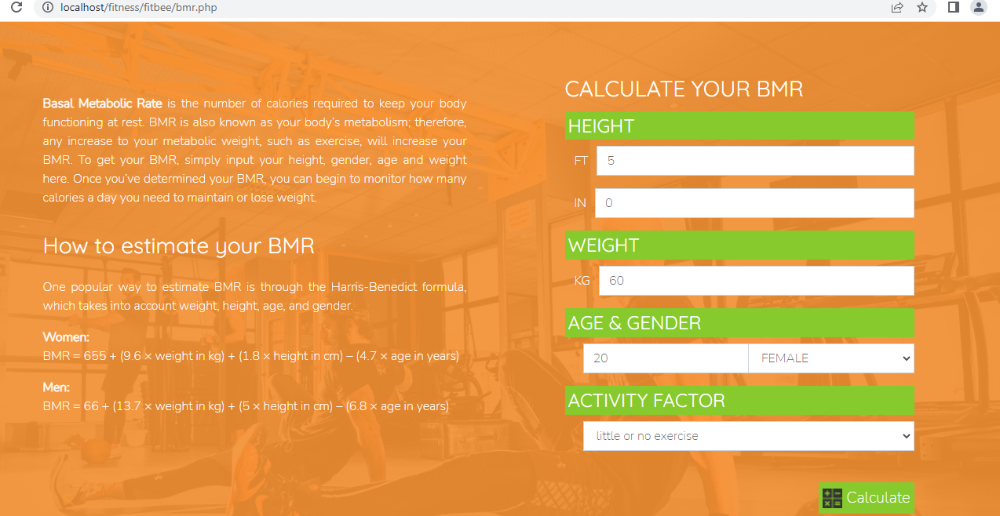 localhost/fitness/fitbee/bmr.php
Basal Metabolic Rate is the number of calories required to keep your body
functioning at rest. BMR is also known as your body’s metabolism; therefore,
any increase to your metabolic weight, such as exercise, will increase your
BMR. To get your BMR, simply input your height, gender, age and weight
here. Once you’ve determined your BMR, you can begin to monitor how many
calories a day you need to maintain or lose weight.
How to estimate your BMR
One popular way to estimate BMR is through the Harris-Benedict formula,
which takes into account weight, height, age, and gender.
Women:
BMR = 655 + (9.6 × weight in kg) + (1.8 × height in cm) – (4.7 × age in years)
Men:
BMR = 66 + (13.7 × weight in kg) + (5 × height in cm) – (6.8 × age in years)
CALCULATE YOUR BMR
HEIGHT
FT 5
IN 0
WEIGHT
KG 60
AGE & GENDER
20 FEMALE
ACTIVITY FACTOR
little or no exercise
Calculate